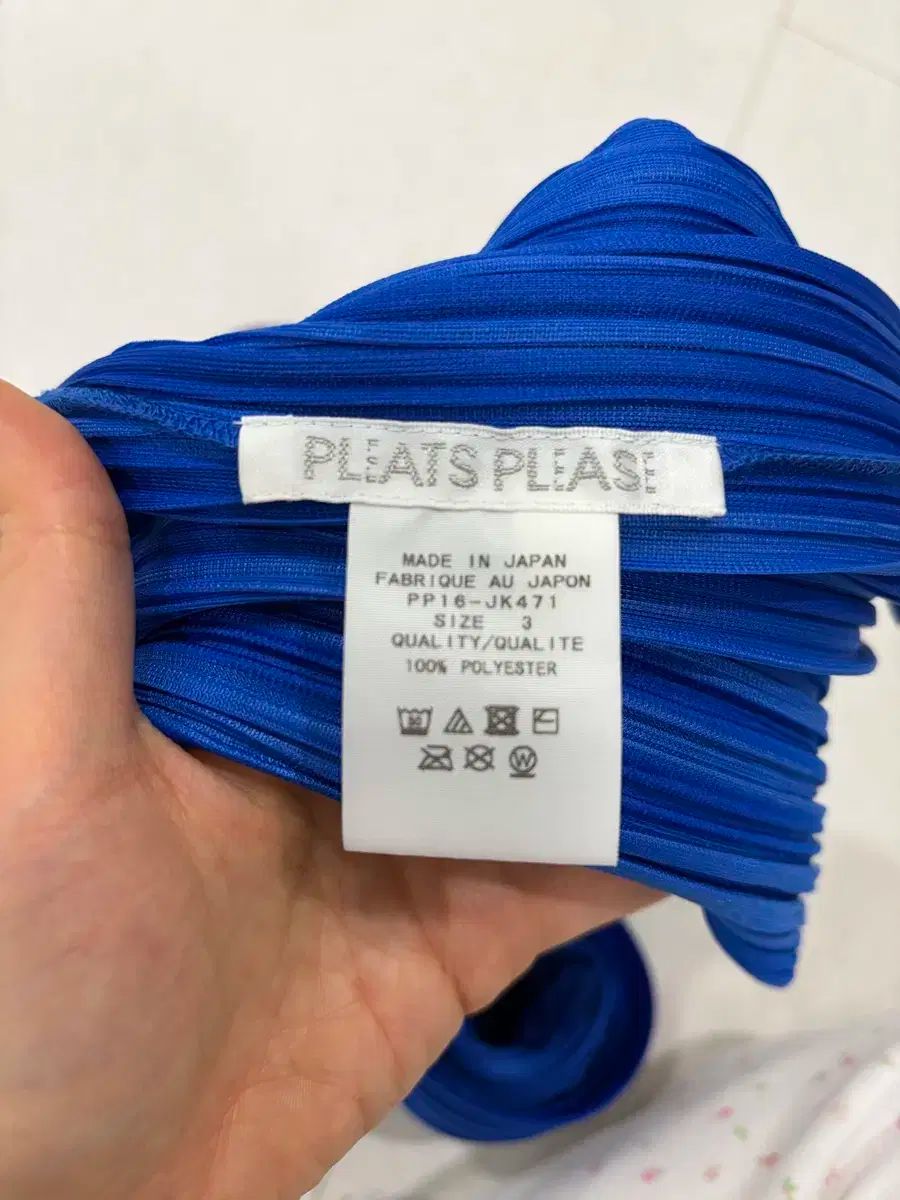 PLEATS PLEASE
MADE IN JAPAN
FABRIQUE AU JAPON
PP16-JK471
SIZE 3
QUALITY/QUALITE
100% POLYESTER
W